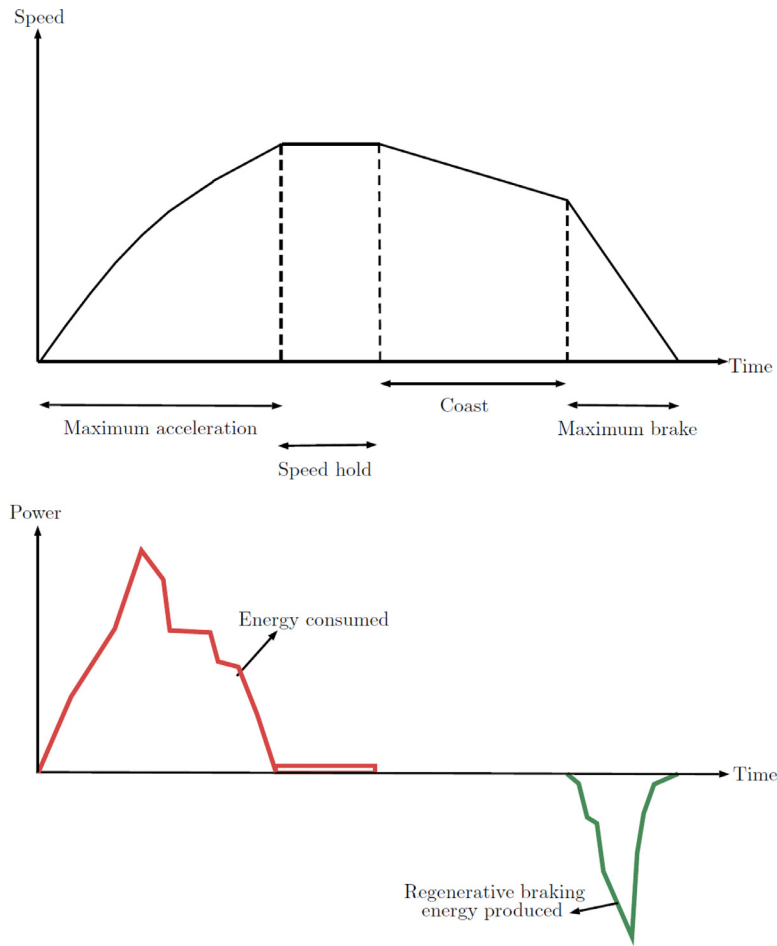 Speed
Time
Coast
Maximum acceleration
Maximum brake
Speed hold
Power
Energy consumed
Time
Regenerative braking
energy produced